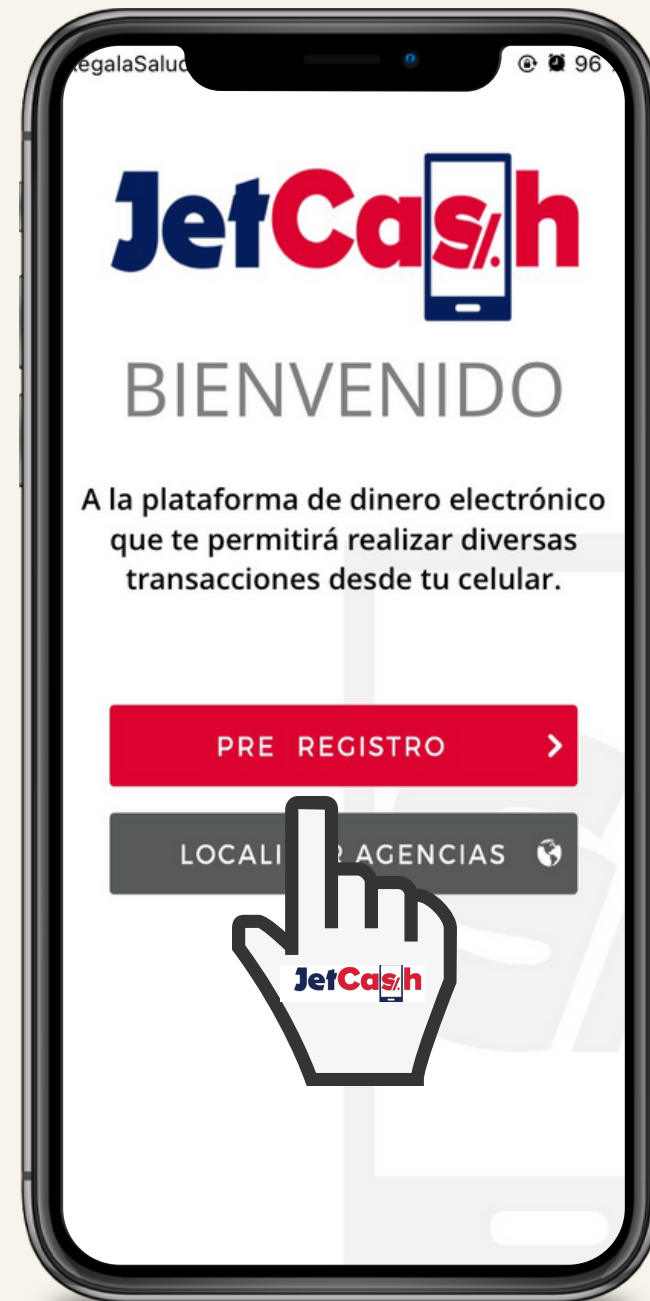 egalaSalud 96
JetCaS/.h
BIENVENIDO
A la plataforma de dinero electrónico
que te permitirá realizar diversas
transacciones desde tu celular.
PRE REGISTRO
LOCALI R AGENCIAS
JetCaS/.h